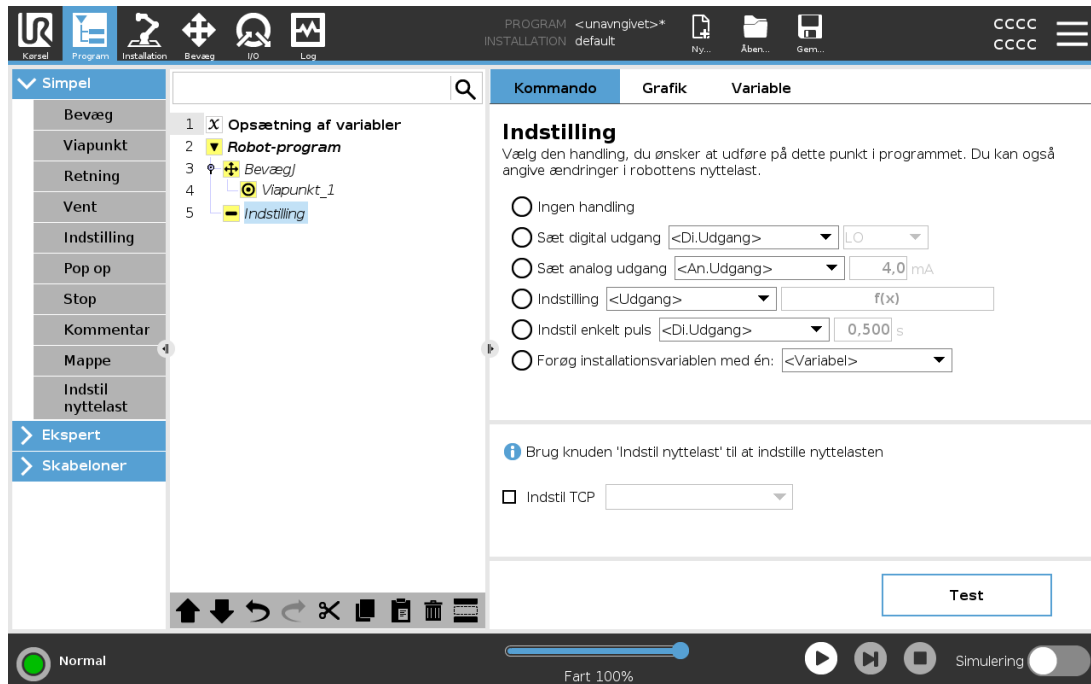 PROGRAM <unavngivet>*
INSTALLATION default
CCCC
CCCC
Kørsel
Program
Installation
Bevæg
I/O
Log
Ny...
Åben...
Gem...
Simpel
Bevæg
Viapunkt
Retning
Vent
Indstilling
Pop op
Stop
Kommentar
Mappe
Indstil
nyttelast
Ekspert
Skabeloner
1 X Opsætning af variabler
2 Robot-program
3 BevægJ
4 Viapunkt_1
5 Indstilling
Kommando Grafik Variable
Indstilling
Vælg den handling, du ønsker at udføre på dette punkt i programmet. Du kan også
angive ændringer i robottens nyttelast.
Ingen handling
Sæt digital udgang <Di.Udgang> LO
Sæt analog udgang <An.Udgang> 4,0 mA
Indstilling <Udgang> f(x)
Indstil enkelt puls <Di.Udgang> 0,500 s
Forøg installationsvariablen med én: <Variabel>
Brug knuden 'Indstil nyttelast' til at indstille nyttelasten
Indstil TCP
Test
Normal
Fart 100%
Simulering